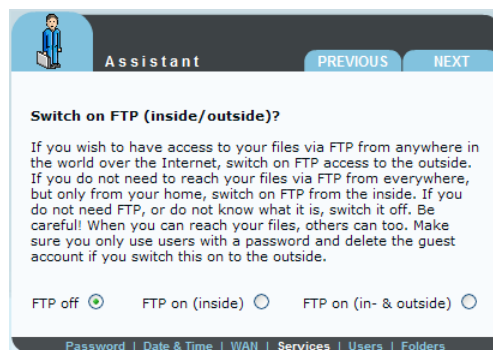 Assistant PREVIOUS NEXT
Switch on FTP (inside/outside)?
If you wish to have access to your files via FTP from anywhere in
the world over the Internet, switch on FTP access to the outside.
If you do not need to reach your files via FTP from everywhere,
but only from your home, switch on FTP from the inside. If you
do not need FTP, or do not know what it is, switch it off. Be
careful! When you can reach your files, others can too. Make
sure you only use users with a password and delete the guest
account if you switch this on to the outside.
FTP off FTP on (inside) FTP on (in- & outside)
Password | Date & Time | WAN | Services | Users | Folders